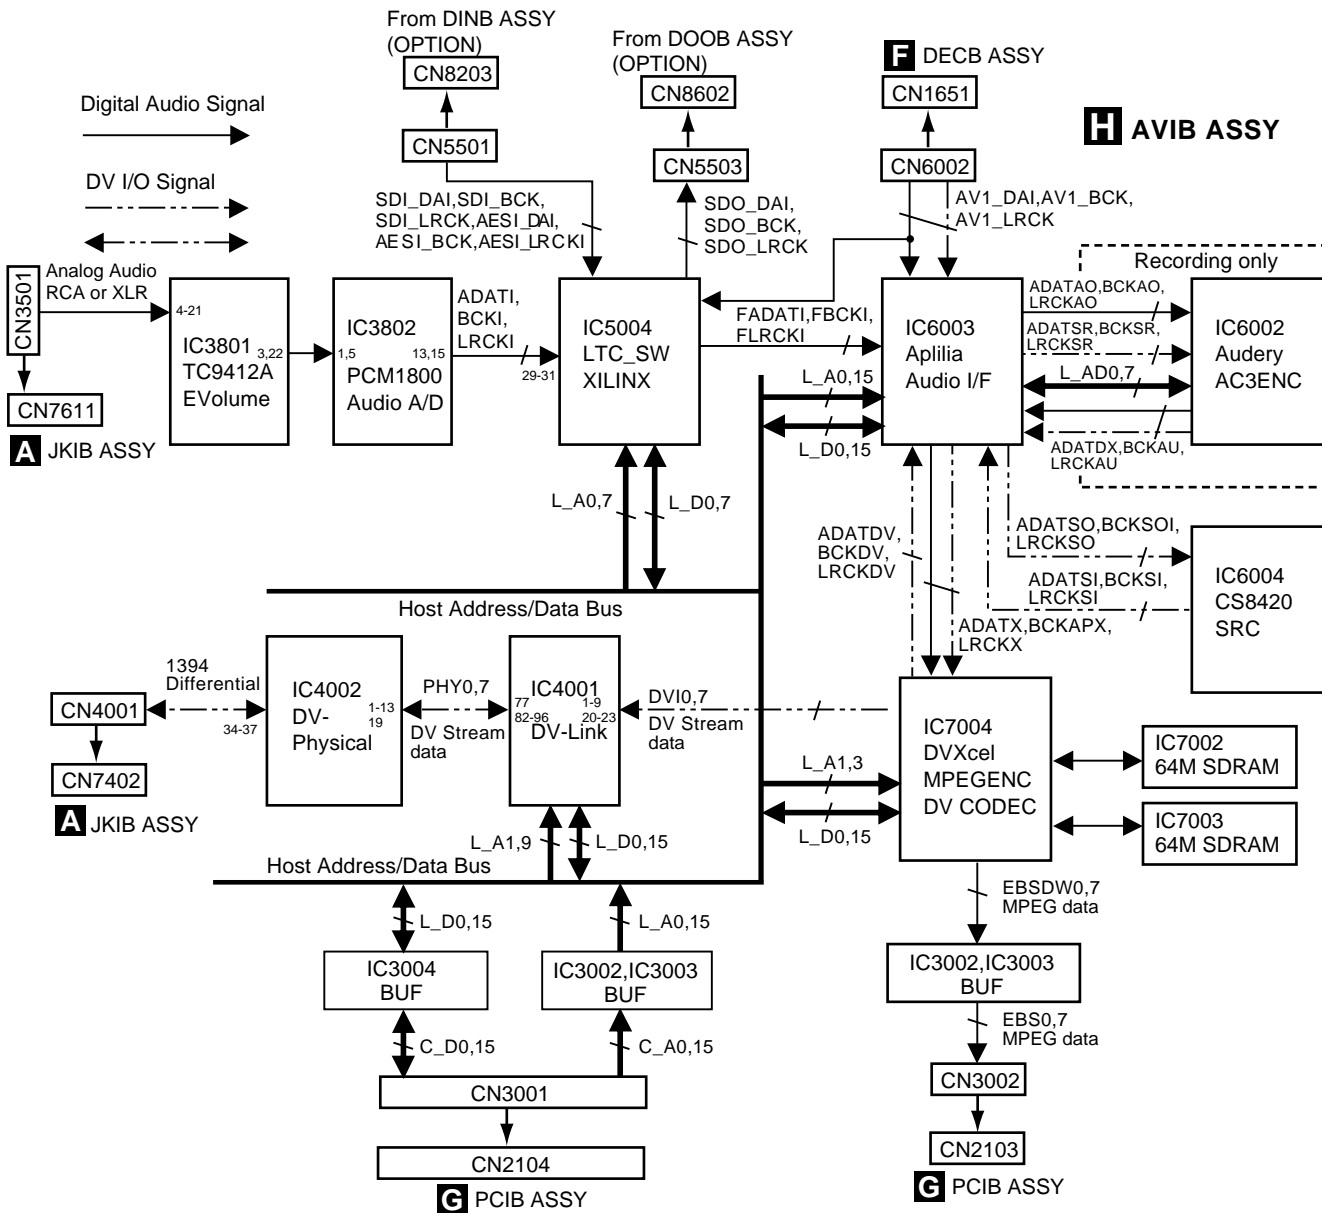 From DINB ASSY
(OPTION)
CN8203
CN5501
From DOOB ASSY
(OPTION)
CN8602
CN5503
F DECB ASSY
CN1651
CN6002
H AVIB ASSY
Digital Audio Signal
DV I/O Signal
SDI_DAI,SDI_BCK,
SDI_LRCK,AESI_DAI,
AESI_BCK,AESI_LRCKI
SDO_DAI,
SDO_BCK,
SDO_LRCK
AV1_DAI,AV1_BCK,
AV1_LRCK
Recording only
CN3501
Analog Audio
RCA or XLR
CN7611
A JKIB ASSY
4-21
IC3801
3,22
TC9412A
EVolume
IC3802
1,5
13,15
PCM1800
Audio A/D
ADATI,
BCKI,
LRCKI
29-31
IC5004
LTC_SW
XILINX
FADATI,FBCKI,
FLRCKI
L_A0,15
L_D0,15
IC6003
Aplilia
Audio I/F
ADATAO,BCKAO,
LRCKAO
ADATSR,BCKSR,
LRCKSR
L_AD0,7
ADATDX,BCKAU,
LRCKAU
IC6002
Audery
AC3ENC
L_A0,7
L_D0,7
ADATDV,
BCKDV,
LRCKDV
ADATX,BCKAPX,
LRCKX
ADATSO,BCKSOI,
LRCKSO
ADATSI,BCKSI,
LRCKSI
IC6004
CS8420
SRC
Host Address/Data Bus
1394
Differential
CN4001
34-37
CN7402
A JKIB ASSY
IC4002
DV-
Physical
1-13
19
PHY0,7
DV Stream
data
IC4001
77
82-96
1-9
20-23
DV-Link
DVI0,7
DV Stream
data
L_A1,3
L_D0,15
IC7004
DVXcel
MPEGENC
DV CODEC
IC7002
64M SDRAM
IC7003
64M SDRAM
L_A1,9
L_D0,15
Host Address/Data Bus
L_D0,15
L_A0,15
IC3004
BUF
IC3002,IC3003
BUF
C_D0,15
C_A0,15
CN3001
CN2104
G PCIB ASSY
EBSDW0,7
MPEG data
IC3002,IC3003
BUF
EBS0,7
MPEG data
CN3002
CN2103
G PCIB ASSY